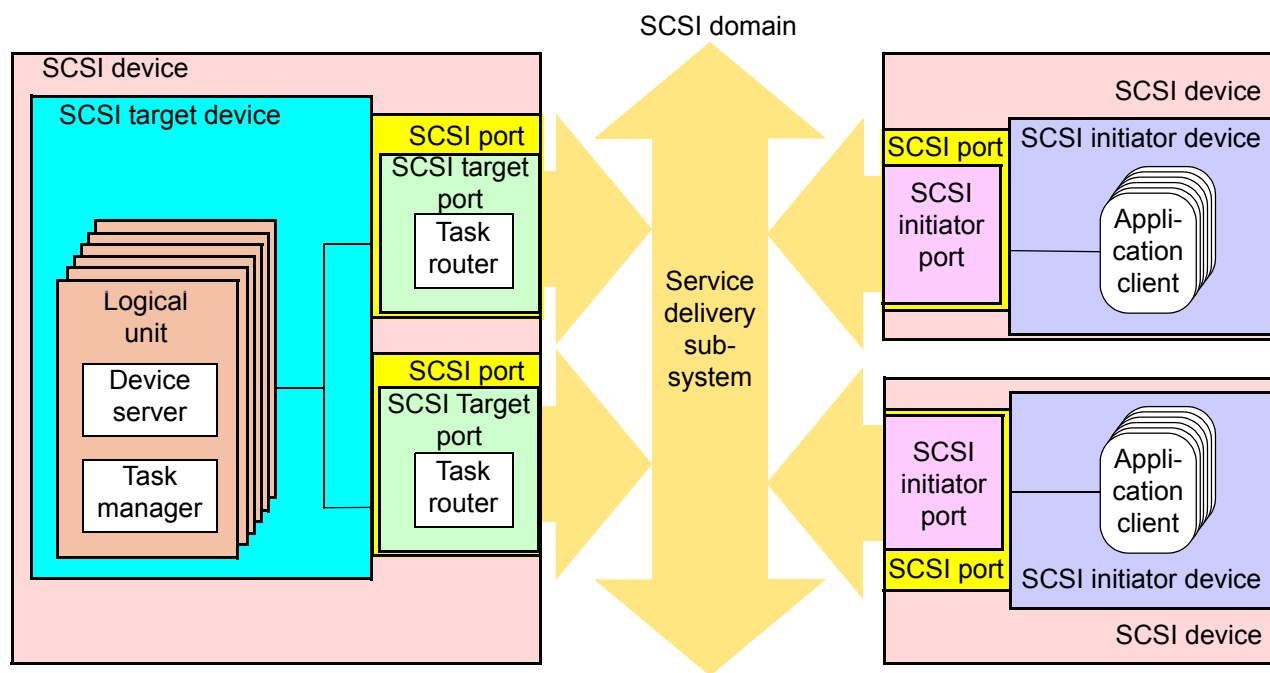 SCSI domain
SCSI device
SCSI target device
SCSI port
SCSI target
port
Task
router
Logical
unit
Device
server
Task
manager
SCSI port
SCSI Target
port
Task
router
Service
delivery
sub-
system
SCSI device
SCSI initiator device
SCSI port
SCSI
initiator
port
Appli-
cation
client
SCSI
initiator
port
SCSI port
Appli-
cation
client
SCSI initiator device
SCSI device